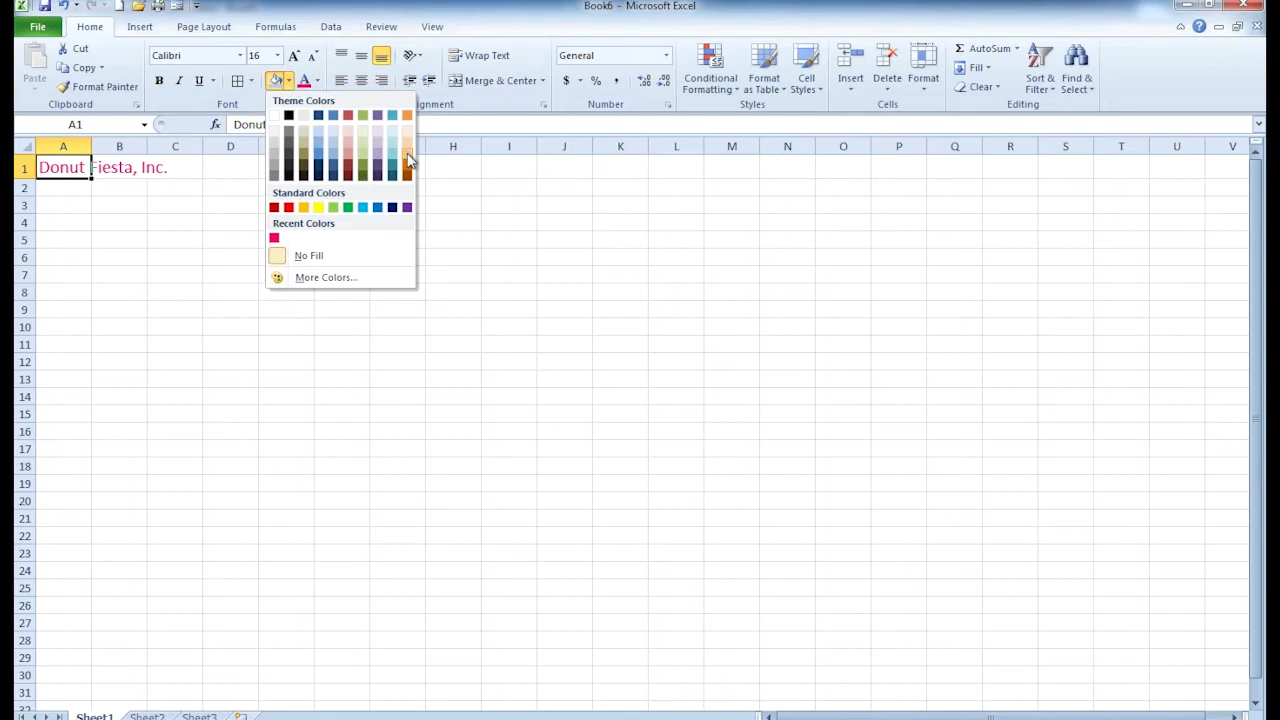 Book6 - Microsoft Excel
File Home Insert Page Layout Formulas Data Review View
Cut
Copy
Format Painter
Paste
Clipboard
Calibri 16
B I U
Font
Wrap Text
Merge & Center
lignment
General
$ % ,
Number
Conditional Formatting
Format as Table
Cell Styles
Styles
Insert Delete Format
Cells
AutoSum
Fill
Clear
Sort & Filter
Find & Select
Editing
A1 fx Donut
A B C D H I J K L M N O P Q R S T U V
Donut Fiesta, Inc.
Theme Colors
Standard Colors
Recent Colors
No Fill
More Colors...
1
2
3
4
5
6
7
8
9
10
11
12
13
14
15
16
17
18
19
20
21
22
23
24
25
26
27
28
29
30
31
32
Sheet1 Sheet2 Sheet3